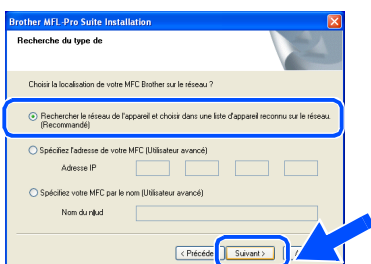 Brother MFL-Pro Suite Installation
Recherche du type de
Choisir la localisation de votre MFC Brother sur le réseau ?
Rechercher le réseau de l'appareil et choisir dans une liste d'appareil reconnu sur le réseau.
(Recommandé)
Spécifiez l'adresse de votre MFC (Utilisateur avancé)
Adresse IP
Spécifiez votre MFC par le nom (Utilisateur avancé)
Nom du njud
< Précéde
Suivant >